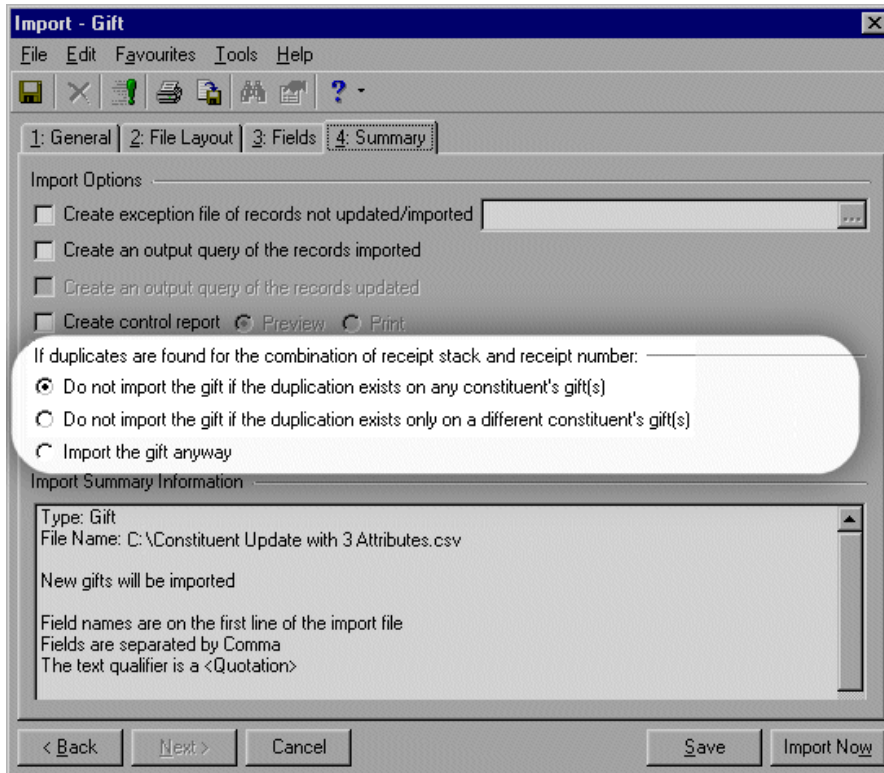 Import - Gift
File Edit Favourites Tools Help
?
1: General 2: File Layout 3: Fields 4: Summary
Import Options
Create exception file of records not updated/imported ...
Create an output query of the records imported
Create an output query of the records updated
Create control report Preview Print
If duplicates are found for the combination of receipt stack and receipt number:
Do not import the gift if the duplication exists on any constituent's gift(s)
Do not import the gift if the duplication exists only on a different constituent's gift(s)
Import the gift anyway
Import Summary Information
Type: Gift
File Name: C:\Constituent Update with 3 Attributes.csv
New gifts will be imported
Field names are on the first line of the import file
Fields are separated by Comma
The text qualifier is a <Quotation>
< Back Next > Cancel Save Import Now